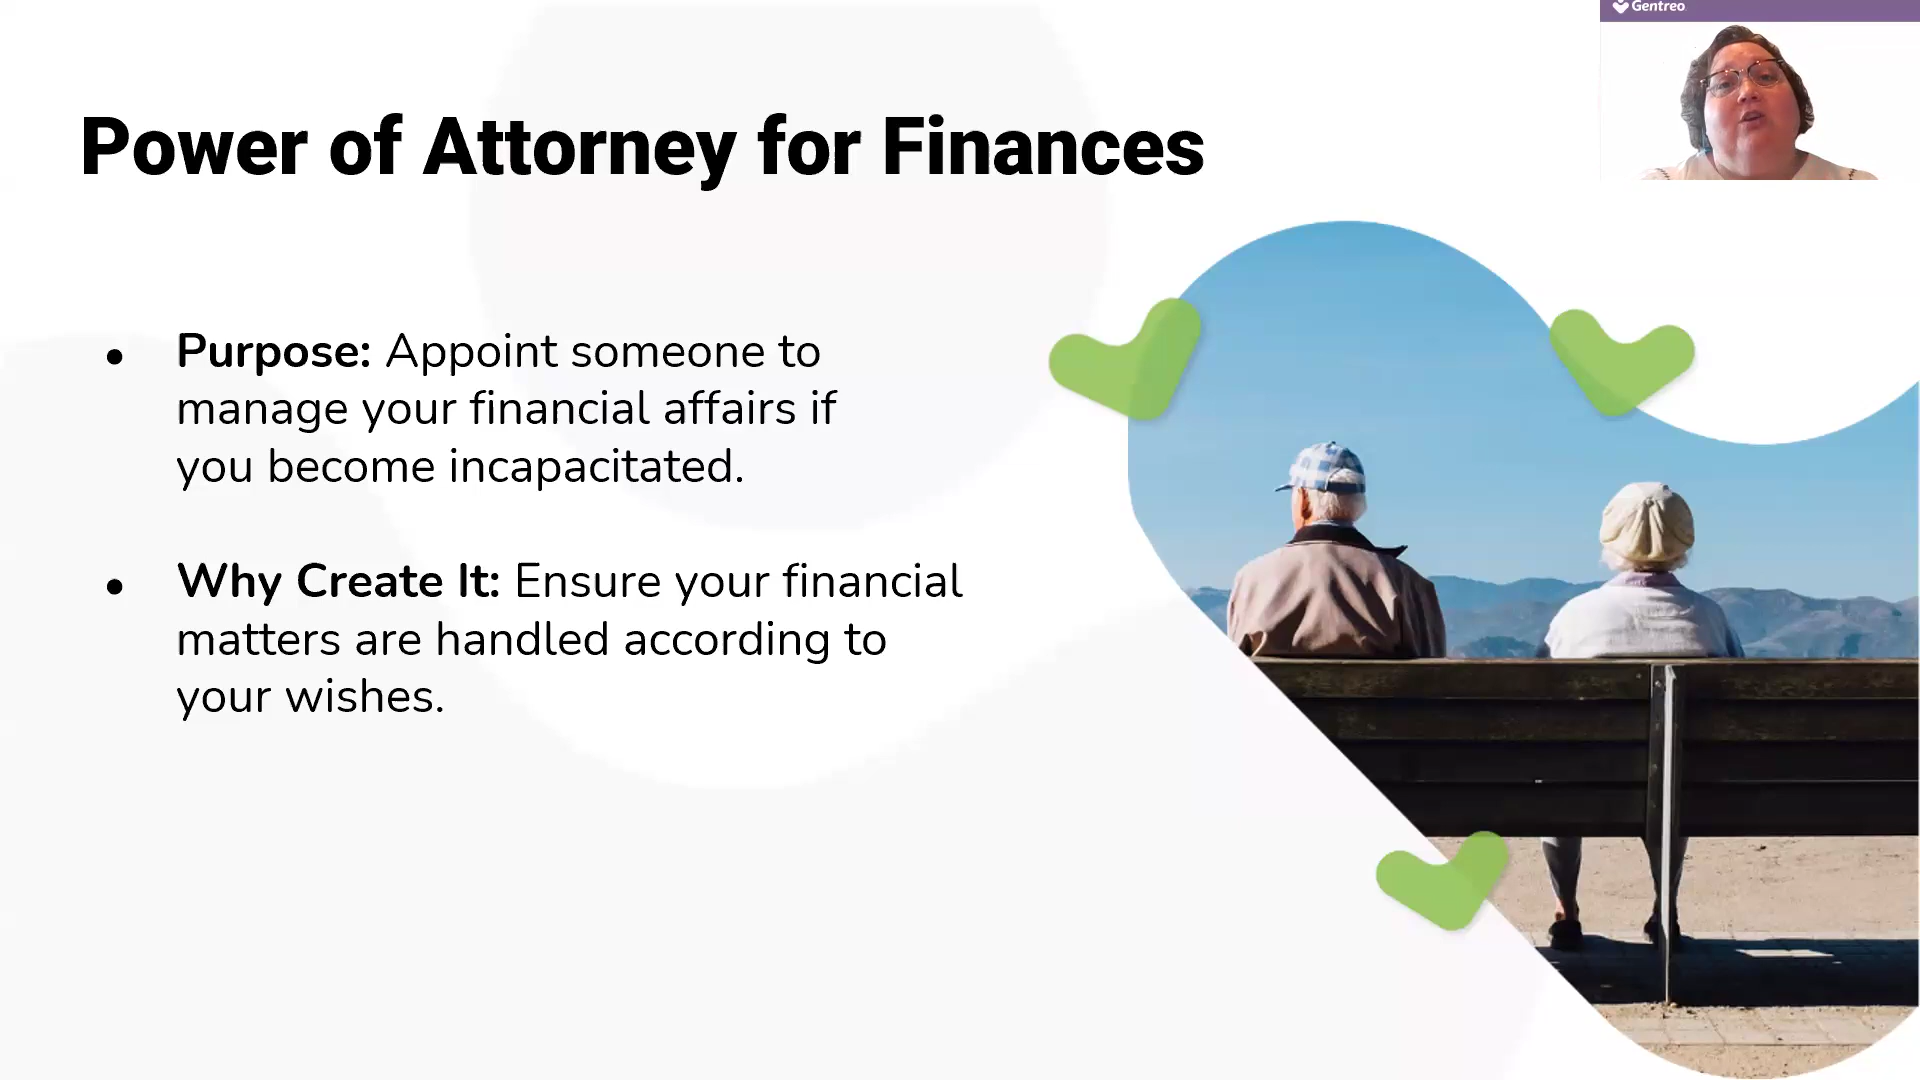 Gentreo
Power of Attorney for Finances
• Purpose: Appoint someone to
manage your financial affairs if
you become incapacitated.
• Why Create It: Ensure your financial
matters are handled according to
your wishes.